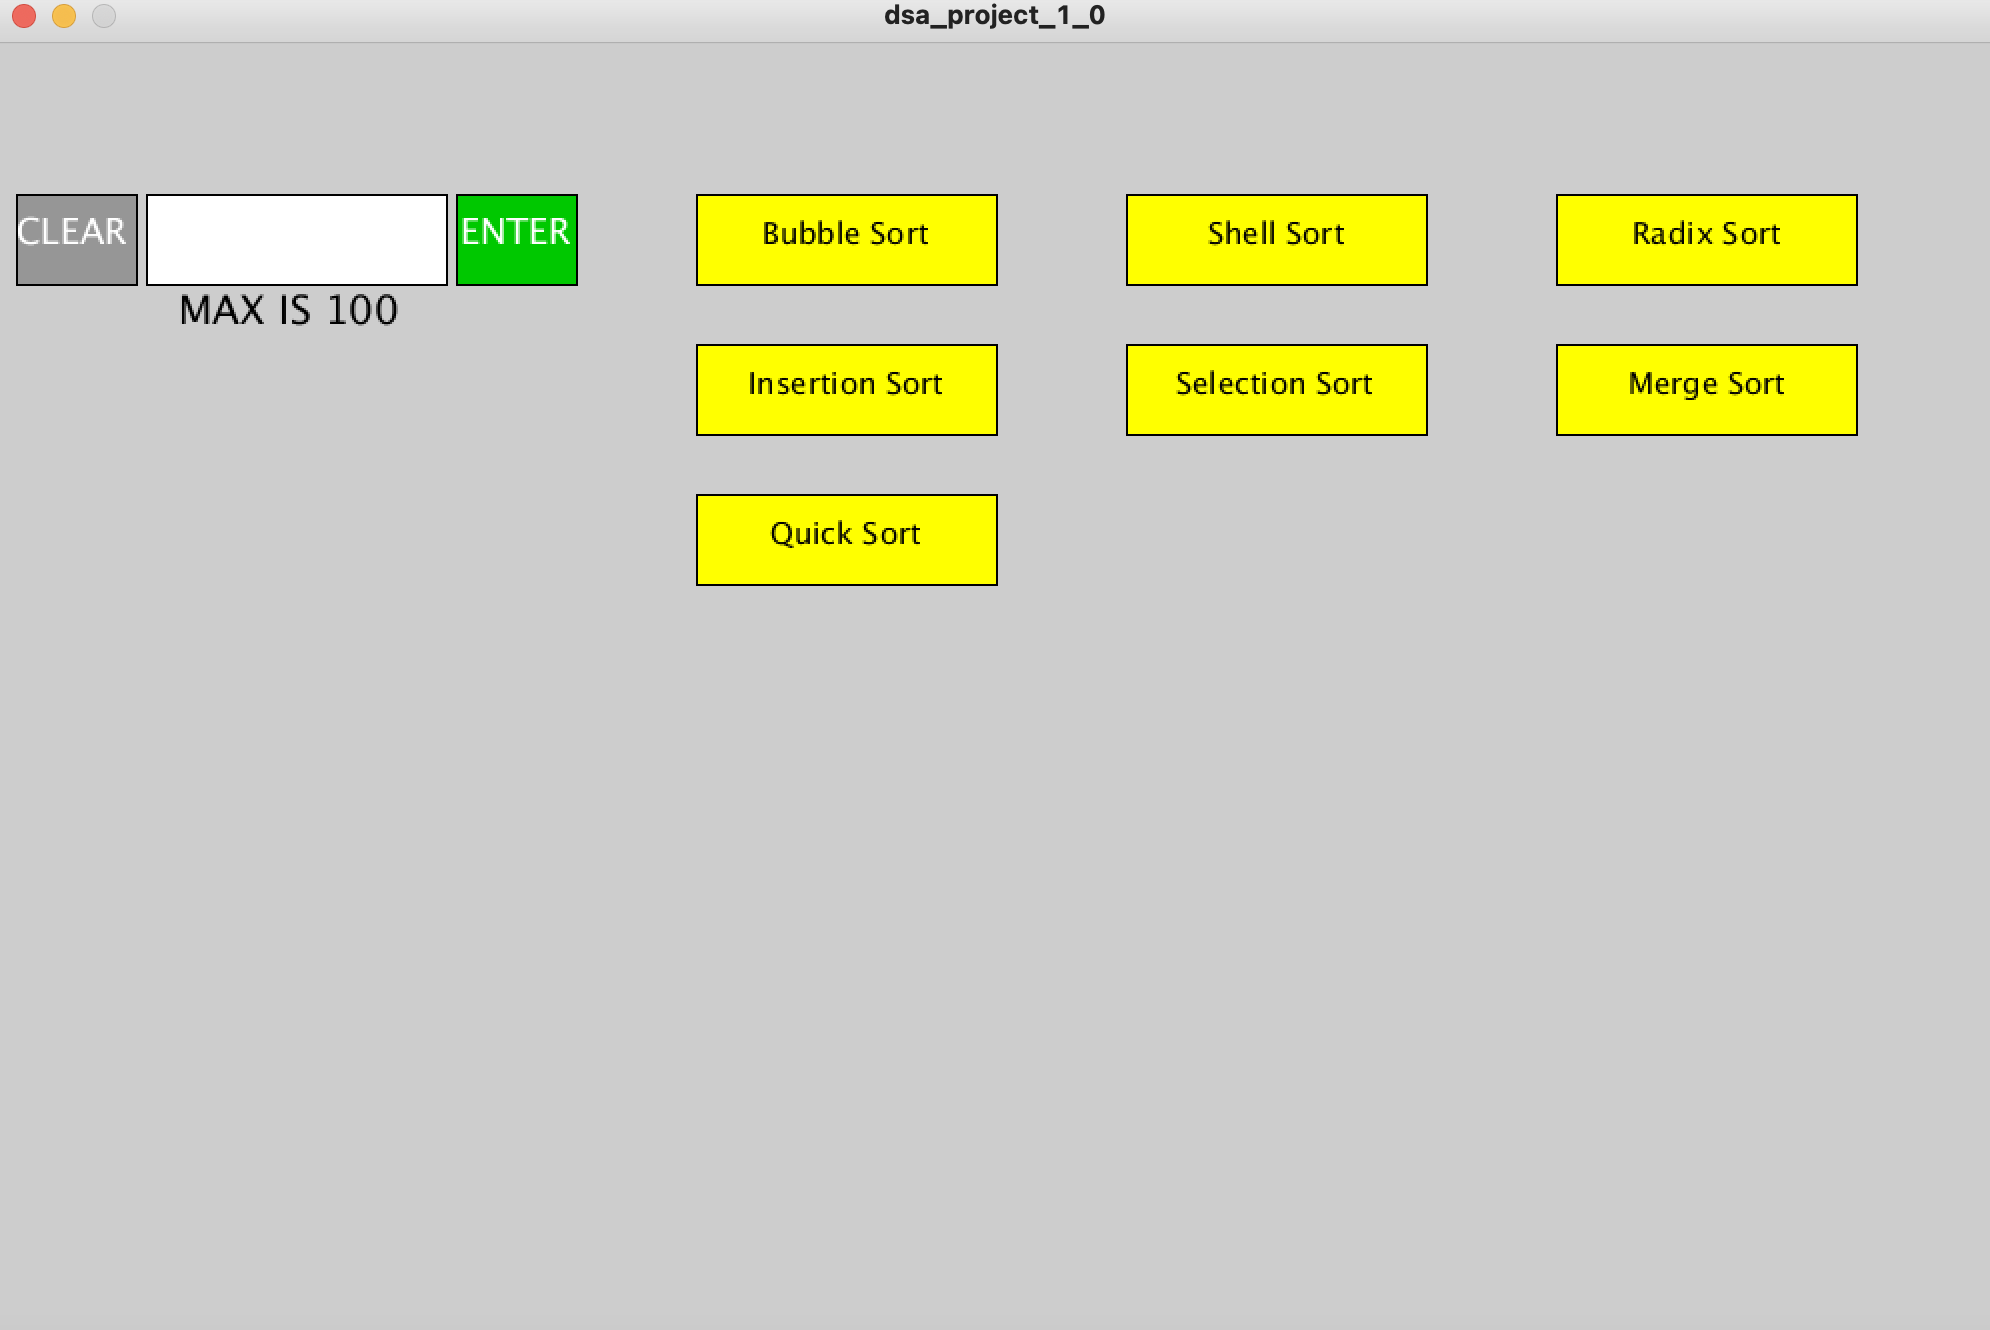 dsa_project_1_0
CLEAR
ENTER
MAX IS 100
Bubble Sort
Shell Sort
Radix Sort
Insertion Sort
Selection Sort
Merge Sort
Quick Sort